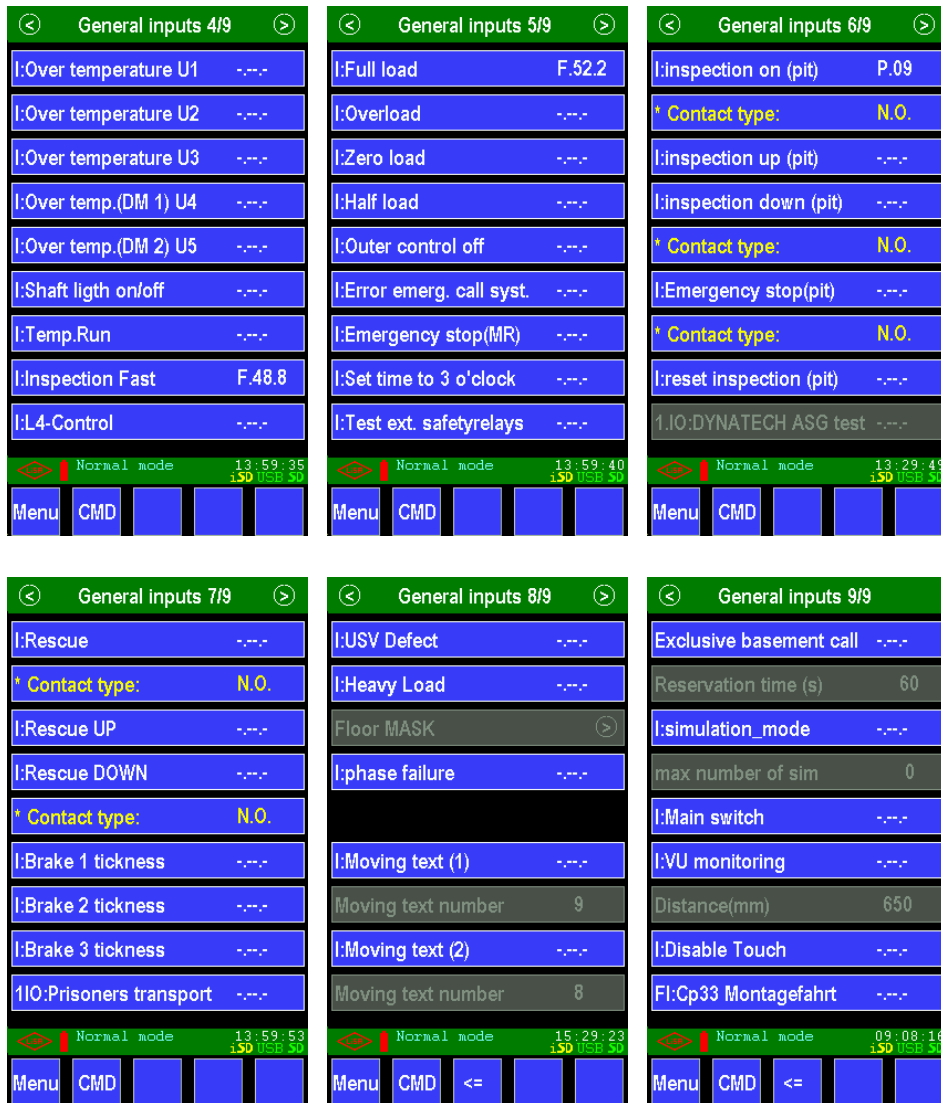 < General inputs 4/9 >
I:Over temperature U1 -.--.-
I:Over temperature U2 -.--.-
I:Over temperature U3 -.--.-
I:Over temp.(DM 1) U4 -.--.-
I:Over temp.(DM 2) U5 -.--.-
I:Shaft ligth on/off -.--.-
I:Temp.Run -.--.-
I:Inspection Fast F.48.8
I:L4-Control -.--.-
Normal mode 13:59:35
iSD USB SD
Menu CMD
< General inputs 5/9 >
I:Full load F.52.2
I:Overload -.--.-
I:Zero load -.--.-
I:Half load -.--.-
I:Outer control off -.--.-
I:Error emerg. call syst. -.--.-
I:Emergency stop(MR) -.--.-
I:Set time to 3 o'clock -.--.-
I:Test ext. safetyrelays -.--.-
Normal mode 13:59:40
iSD USB SD
Menu CMD
< General inputs 6/9 >
I:inspection on (pit) P.09
* Contact type: N.O.
I:inspection up (pit) -.--.-
I:inspection down (pit) -.--.-
* Contact type: N.O.
I:Emergency stop(pit) -.--.-
* Contact type: N.O.
I:reset inspection (pit) -.--.-
1.IO:DYNATECH ASG test -.--.-
Normal mode 13:29:49
iSD USB SD
Menu CMD
< General inputs 7/9 >
I:Rescue -.--.-
* Contact type: N.O.
I:Rescue UP -.--.-
I:Rescue DOWN -.--.-
* Contact type: N.O.
I:Brake 1 tickness -.--.-
I:Brake 2 tickness -.--.-
I:Brake 3 tickness -.--.-
1IO:Prisoners transport -.--.-
Normal mode 13:59:53
iSD USB SD
Menu CMD
< General inputs 8/9 >
I:USV Defect -.--.-
I:Heavy Load -.--.-
Floor MASK >
I:phase failure -.--.-
I:Moving text (1) -.--.-
Moving text number 9
I:Moving text (2) -.--.-
Moving text number 8
Normal mode 15:29:23
iSD USB SD
Menu CMD <=
< General inputs 9/9
Exclusive basement call -.--.-
Reservation time (s) 60
I:simulation_mode -.--.-
max number of sim 0
I:Main switch -.--.-
I:VU monitoring -.--.-
Distance(mm) 650
I:Disable Touch -.--.-
FI:Cp33 Montagefahrt -.--.-
Normal mode 09:08:16
iSD USB SD
Menu CMD <=